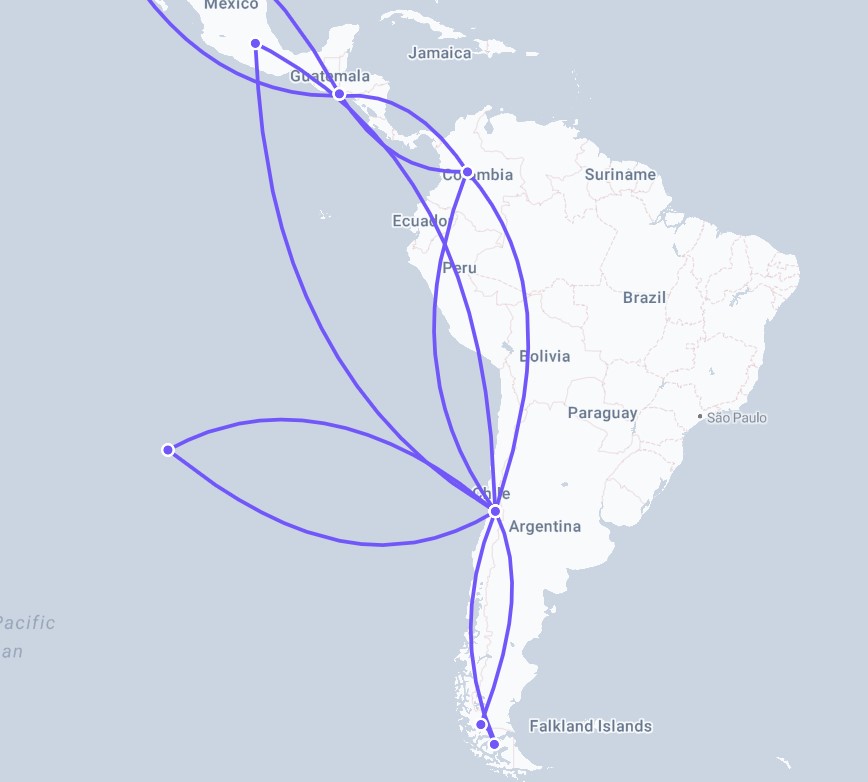 Mexico
Jamaica
Guatemala
Colombia
Suriname
Ecuador
Peru
Brazil
Bolivia
Paraguay
São Paulo
Chile
Argentina
Pacific
an
Falkland Islands